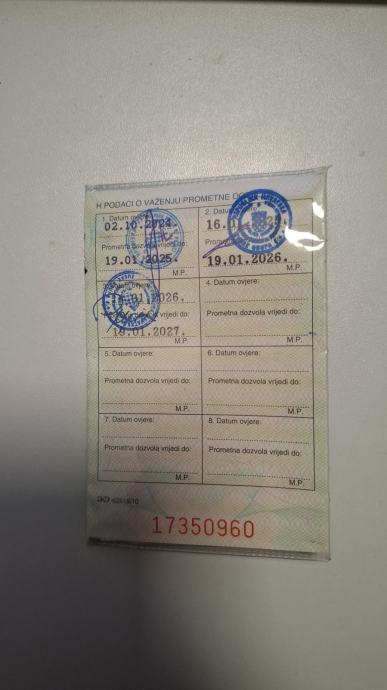 H PODACI O VAŽENJU PROMETNE DO
1. Datum ovjere:
02.10.2024.
Prometna dozvola vrijedi do:
19.01.2025.
M.P.
2. Datum
16.
19.01.2026.
M.P.
.01.2026.
vrijedi do:
19.01.2027.
M.P.
4. Datum ovjere:
Prometna dozvola vrijedi do:
M.P.
5. Datum ovjere:
Prometna dozvola vrijedi do:
M.P.
6. Datum ovjere:
Prometna dozvola vrijedi do:
M.P.
7. Datum ovjere:
Prometna dozvola vrijedi do:
M.P.
8. Datum ovjere:
Prometna dozvola vrijedi do:
M.P.
17350960